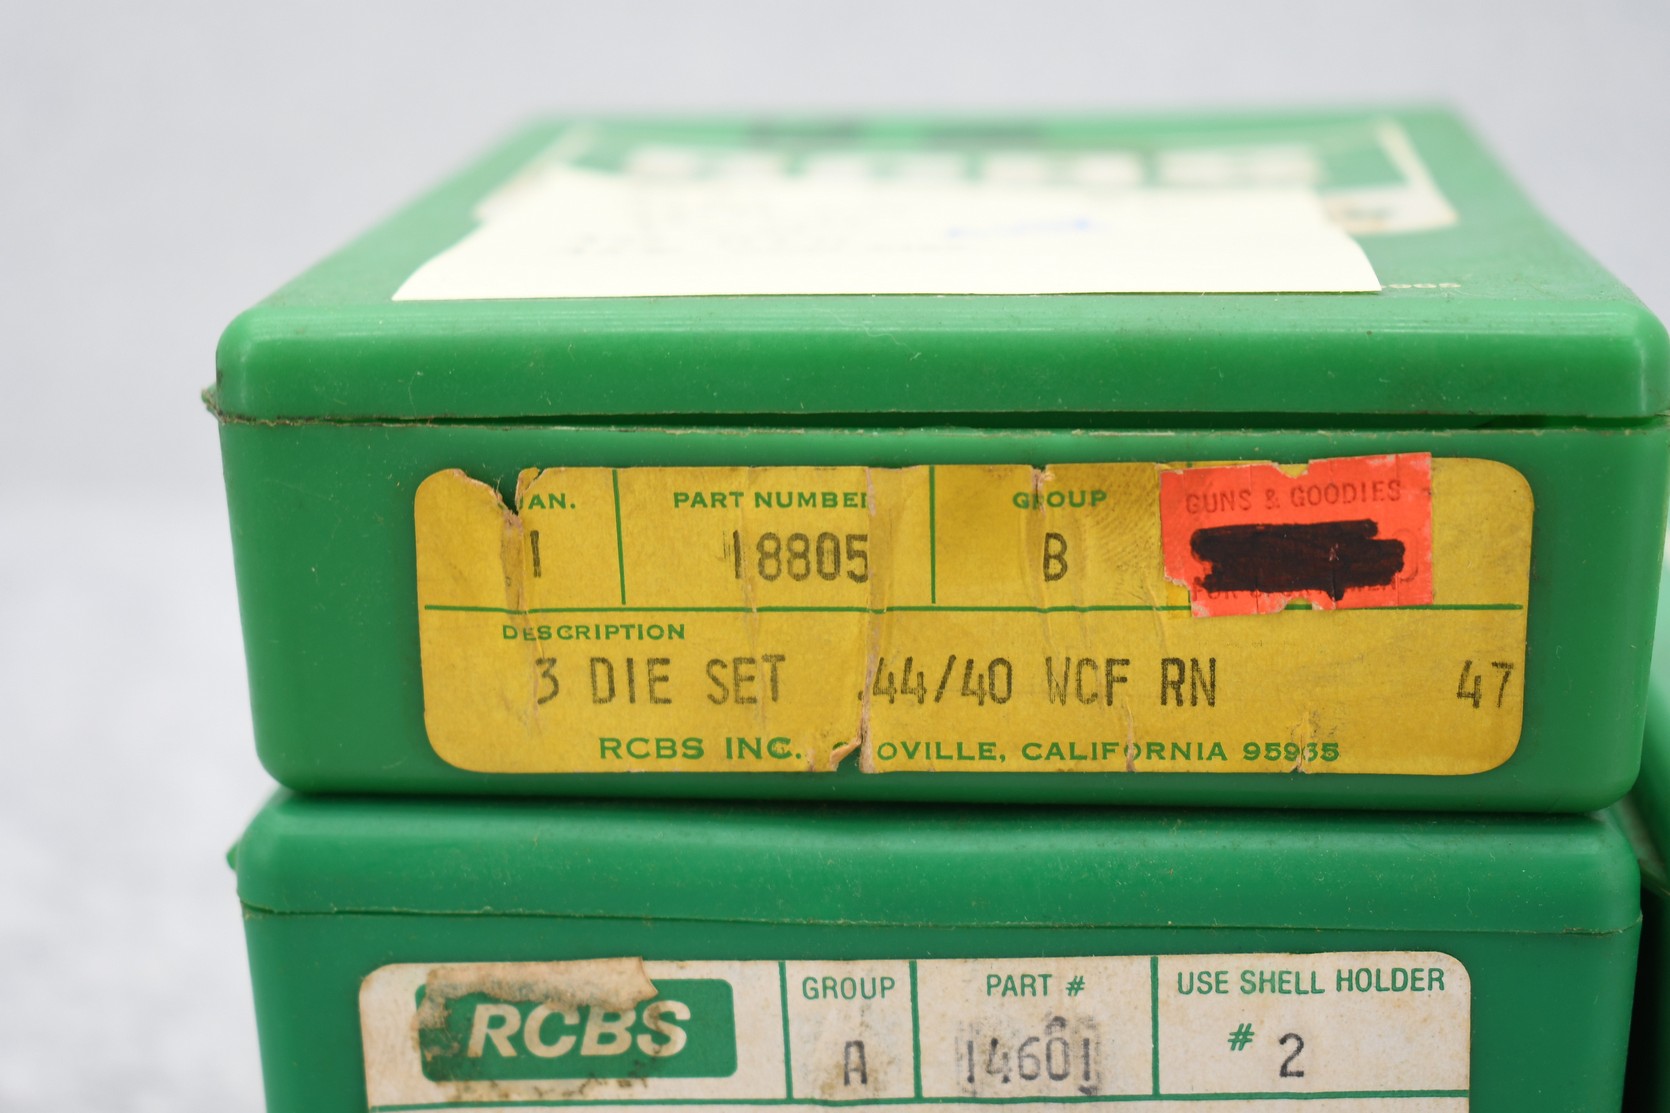 AN. PART NUMBER GROUP GUNS & GOODIES
1 18805 B
DESCRIPTION
3 DIE SET .44/40 WCF RN 47
RCBS INC. OVILLE, CALIFORNIA 95965
RCBS GROUP PART # USE SHELL HOLDER
A 14601 # 2